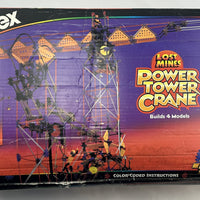 ex
LOST MINES
POWER
TOWER
CRANE
Builds 4 Models
COLOR-CODED INSTRUCTIONS